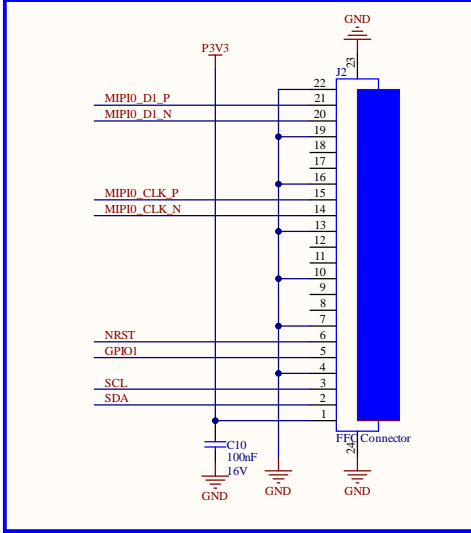 GND
P3V3
23
J2
22
MIPI0_D1_P 21
MIPI0_D1_N 20
19
18
17
16
MIPI0_CLK_P 15
MIPI0_CLK_N 14
13
12
11
10
9
8
7
NRST 6
GPIO1 5
4
SCL 3
SDA 2
1
FFC Connector
24
C10
100nF
16V
GND
GND
GND